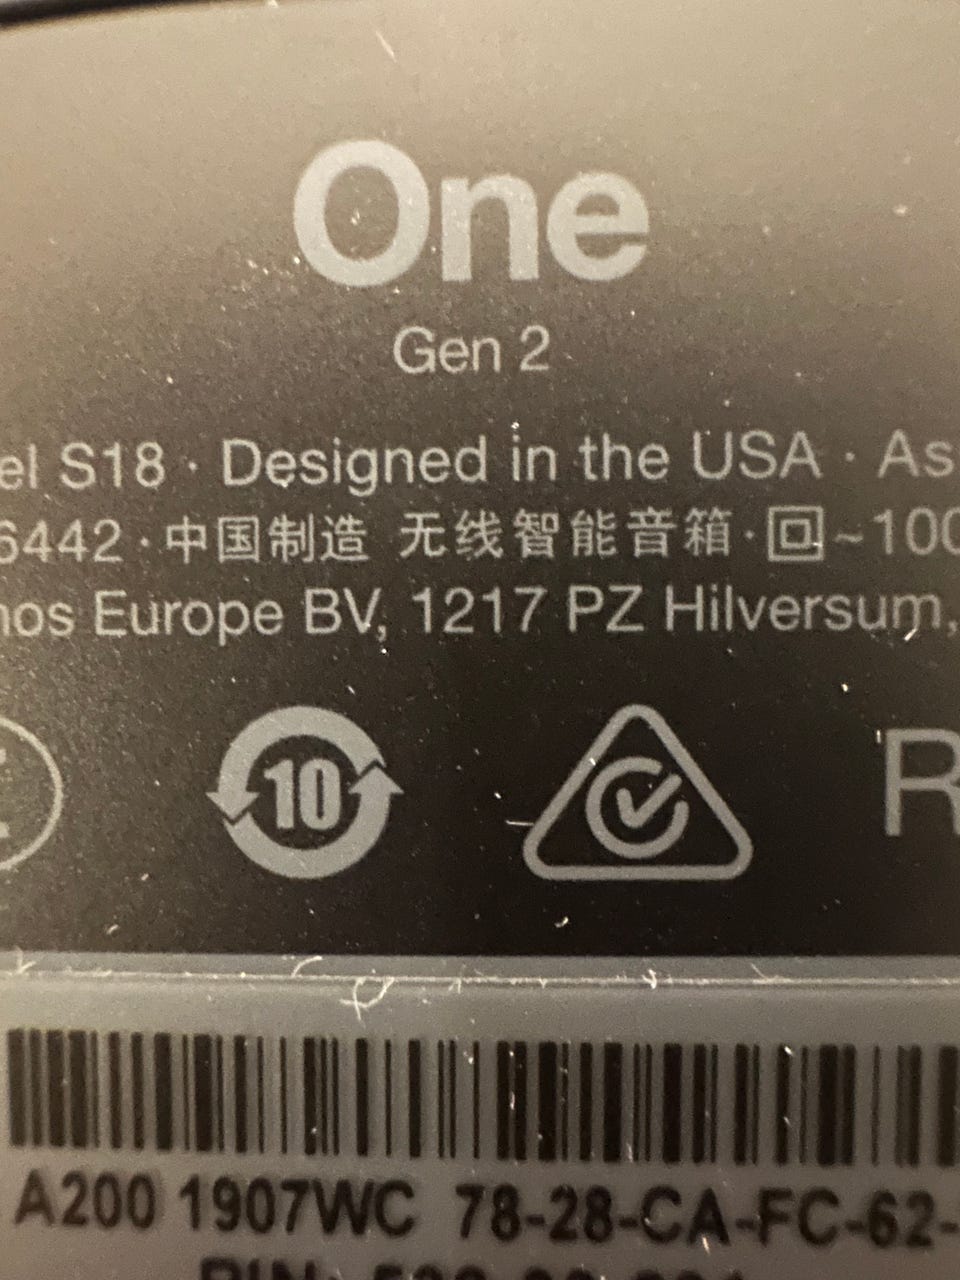 One
Gen 2
el S18 · Designed in the USA · As
6442 · 中国制造 无线智能音箱 · ~100
nos Europe BV, 1217 PZ Hilversum,
10
R
A200 1907WC 78-28-CA-FC-62-